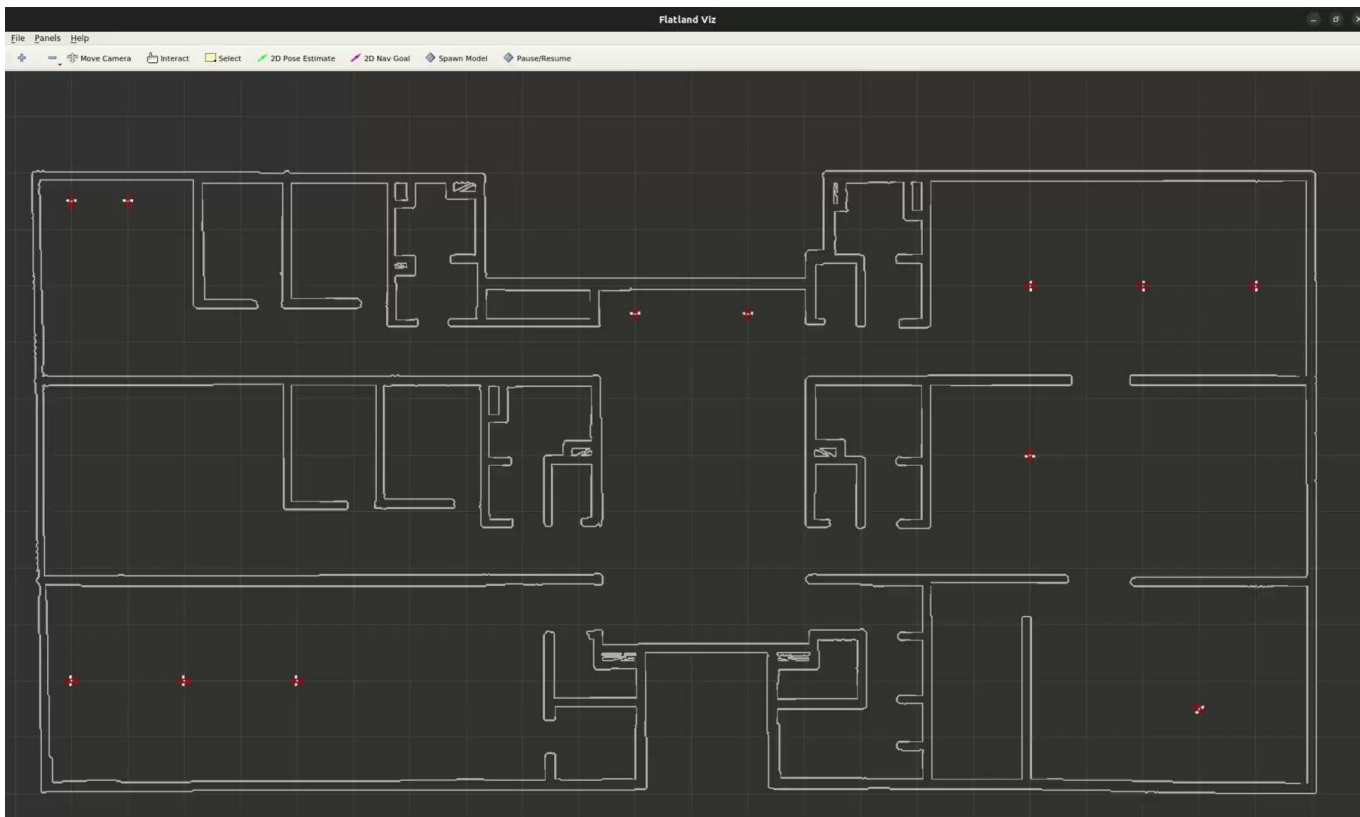 Flatland Viz
File Panels Help
Move Camera Interact Select 2D Pose Estimate 2D Nav Goal Spawn Model Pause/Resume